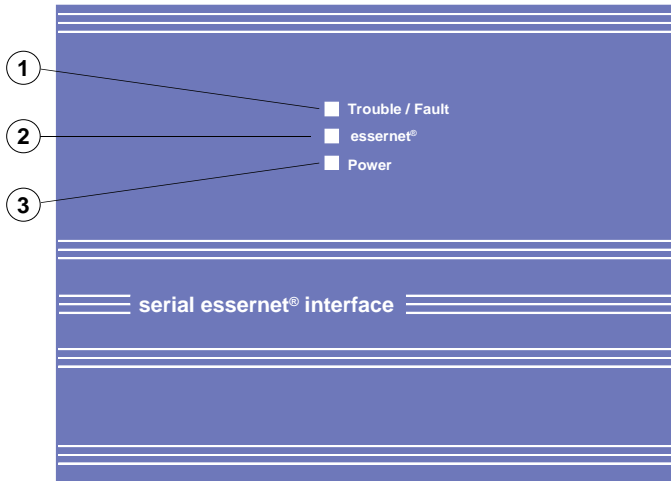 1
Trouble / Fault
2
essernet®
Power
3
serial essernet® interface